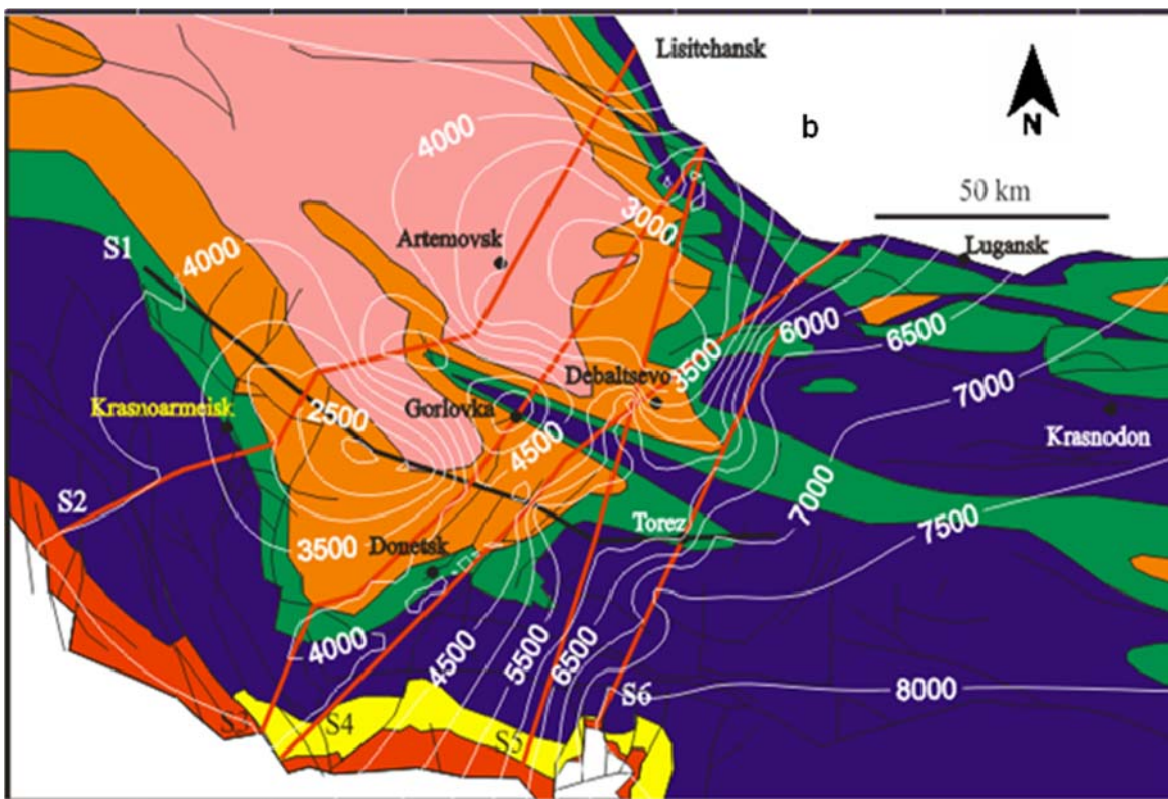 Lisitchansk
b
N
4000
50 km
3000
Artemovsk
Lugansk
S1
4000
6000
6500
3500
Debaltsevo
7000
Krasnoarmeisk
2500
Gorlovka
4500
Krasnodon
S2
7000
7500
Torez
3500
Donetsk
4000
4500
5500
6500
S6
8000
S3
S4
S5